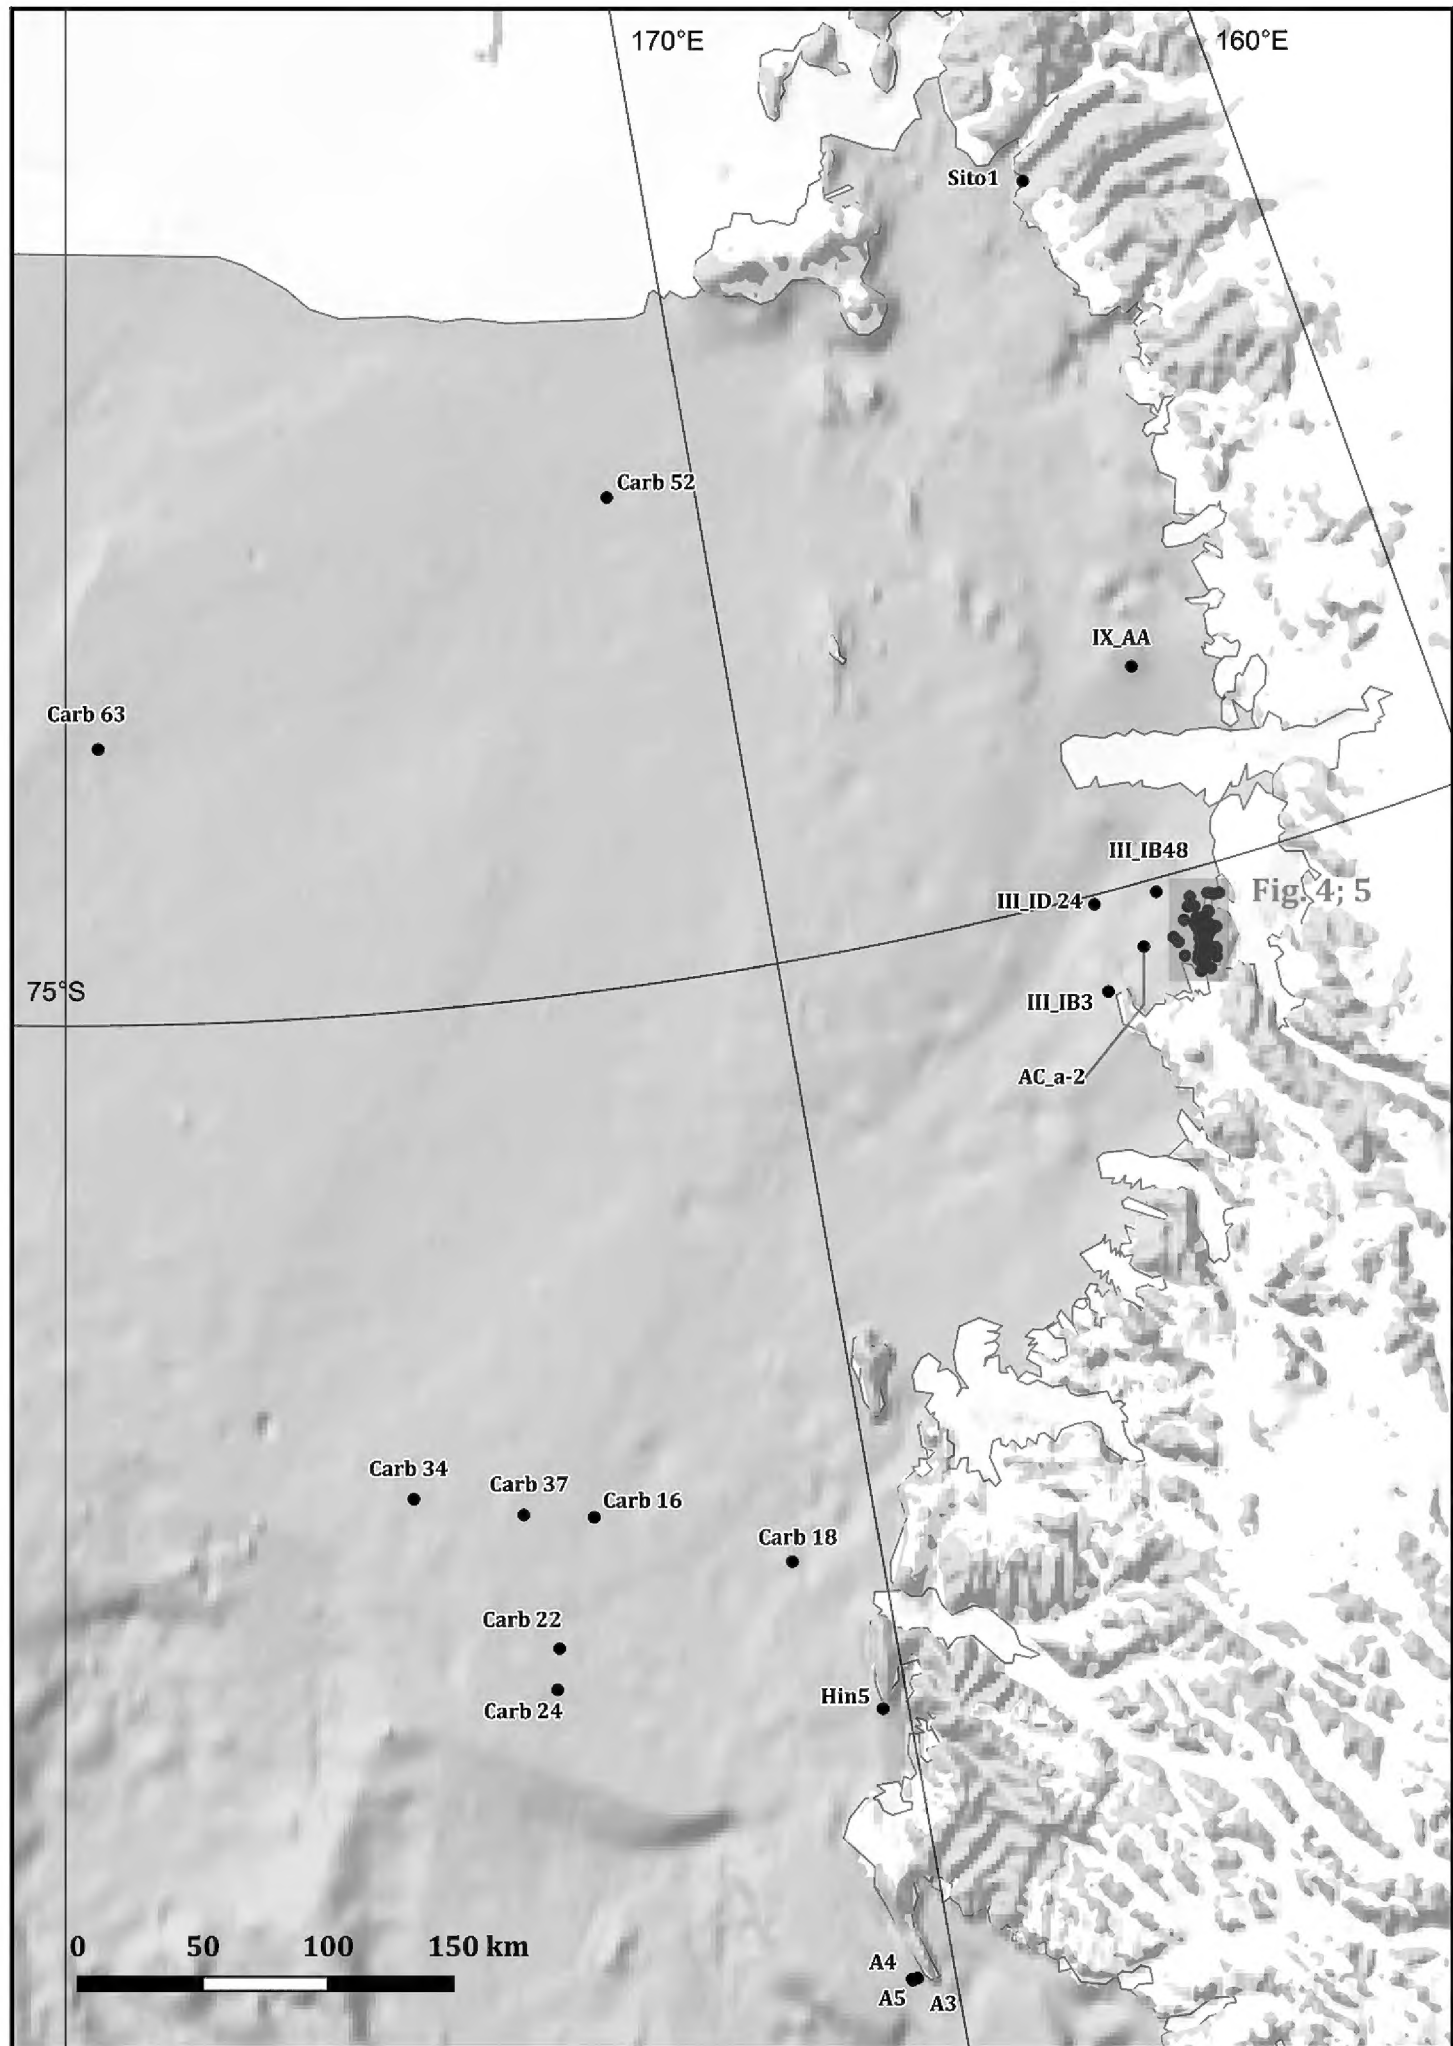 170°E
160°E
Sito1
Carb 52
IX_AA
Carb 63
III_IB48
Fig. 4; 5
III_ID 24
75°S
III_IB3
AC_a-2
Carb 34
Carb 37
Carb 16
Carb 18
Carb 22
Hin5
Carb 24
0 50 100 150 km
A4
A5 A3